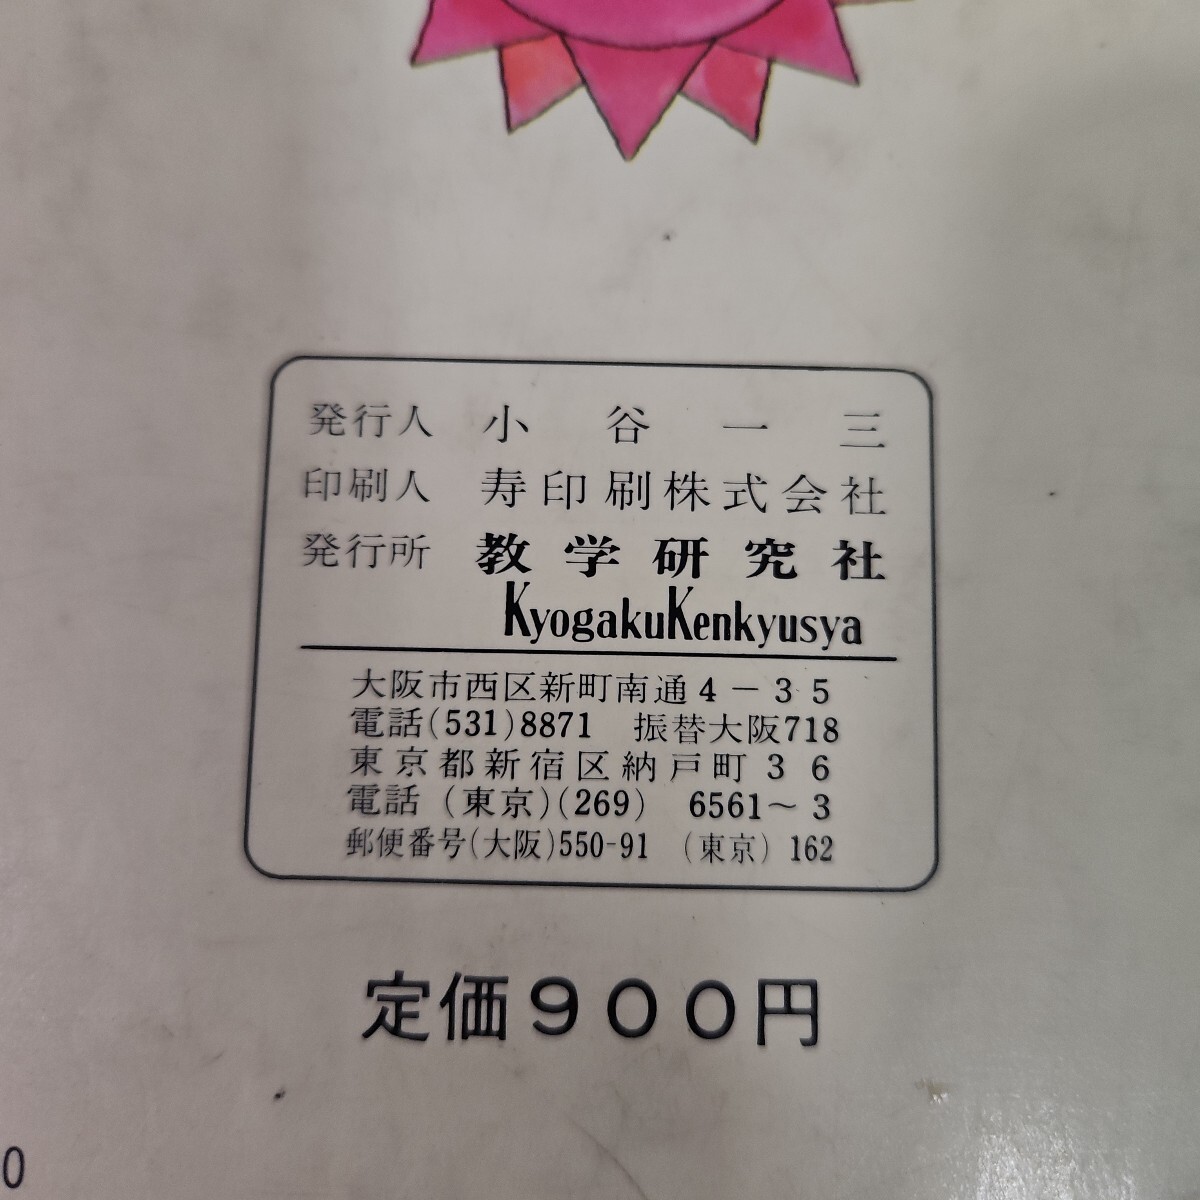 発行人 小谷一三
印刷人 寿印刷株式会社
発行所 教学研究社
KyogakuKenkyusya
大阪市西区新町南通4－35
電話(531)8871 振替大阪718
東京都新宿区納戸町36
電話(東京)(269) 6561～3
郵便番号(大阪)550-91 (東京) 162
定価900円
0